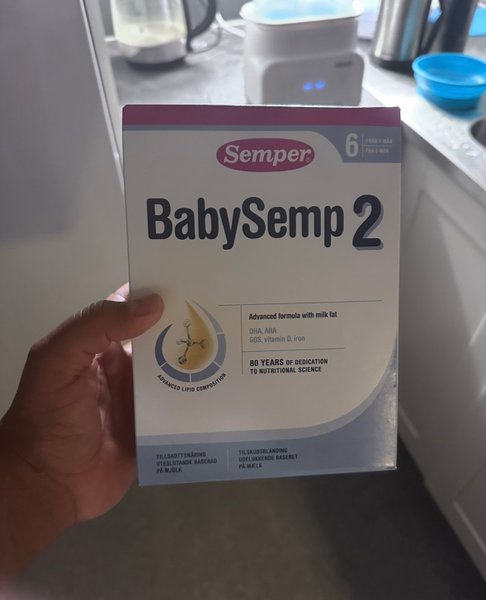 Semper
6 FRÅN 6 MÅN
FRA 6 MDR
BabySemp 2
Advanced formula with milk fat
DHA, ARA
GOS, vitamin D, iron
80 YEARS OF DEDICATION
TO NUTRITIONAL SCIENCE
ADVANCED LIPID COMPOSITION
TILLSKOTTSNÄRING
UTESLUTANDE BASERAD
PÅ MJÖLK
TILSKUDSBLANDING
UDELUKKENDE BASERET
PÅ MÆLK